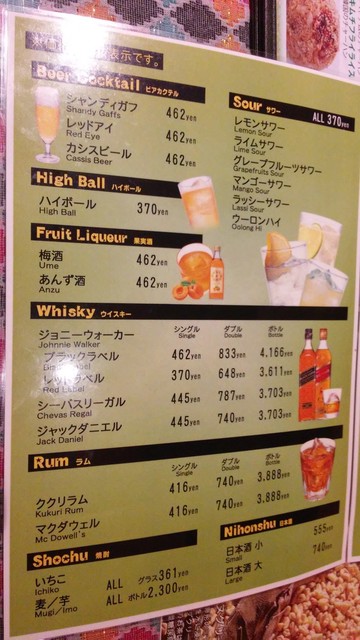 表示です。
Beer Cocktail ビアカクテル
シャンディガフ 462yen
Shandy Gaffs
レッドアイ 462yen
Red Eye
カシスビール 462yen
Cassis Beer
High Ball ハイボール
ハイボール 370yen
High Ball
Fruit Liqueur 果実酒
梅酒 462yen
Ume
あんず酒 462yen
Anzu
Sour サワー ALL 370yen
レモンサワー
Lemon Sour
ライムサワー
Lime Sour
グレープフルーツサワー
Grapefruits Sour
マンゴーサワー
Mango Sour
ラッシーサワー
Lassi Sour
ウーロンハイ
Oolong Hi
Whisky ウイスキー
シングル ダブル ボトル
Single Double Bottle
ジョニーウォーカー
Johnnie Walker
ブラックラベル 462yen 833yen 4.166yen
Label
レッドラベル 370yen 648yen 3.611yen
Red Label
シーバスリーガル 445yen 787yen 3.703yen
Chevas Regal
ジャックダニエル 445yen 740yen 3.703yen
Jack Daniel
Rum ラム
シングル ダブル ボトル
Single Double Bottle
ククリラム 416yen 740yen 3.888yen
Kukuri Rum
マクダウェル 416yen 740yen 3.888yen
Mc Dowell's
Shochu 焼酎
いちこ ALL グラス361yen
Ichiko
麦／芋 ALL ボトル2.300yen
Mugi/Imo
Nihonshu 日本酒
日本酒 小 555yen
Small
日本酒 大 740yen
Large